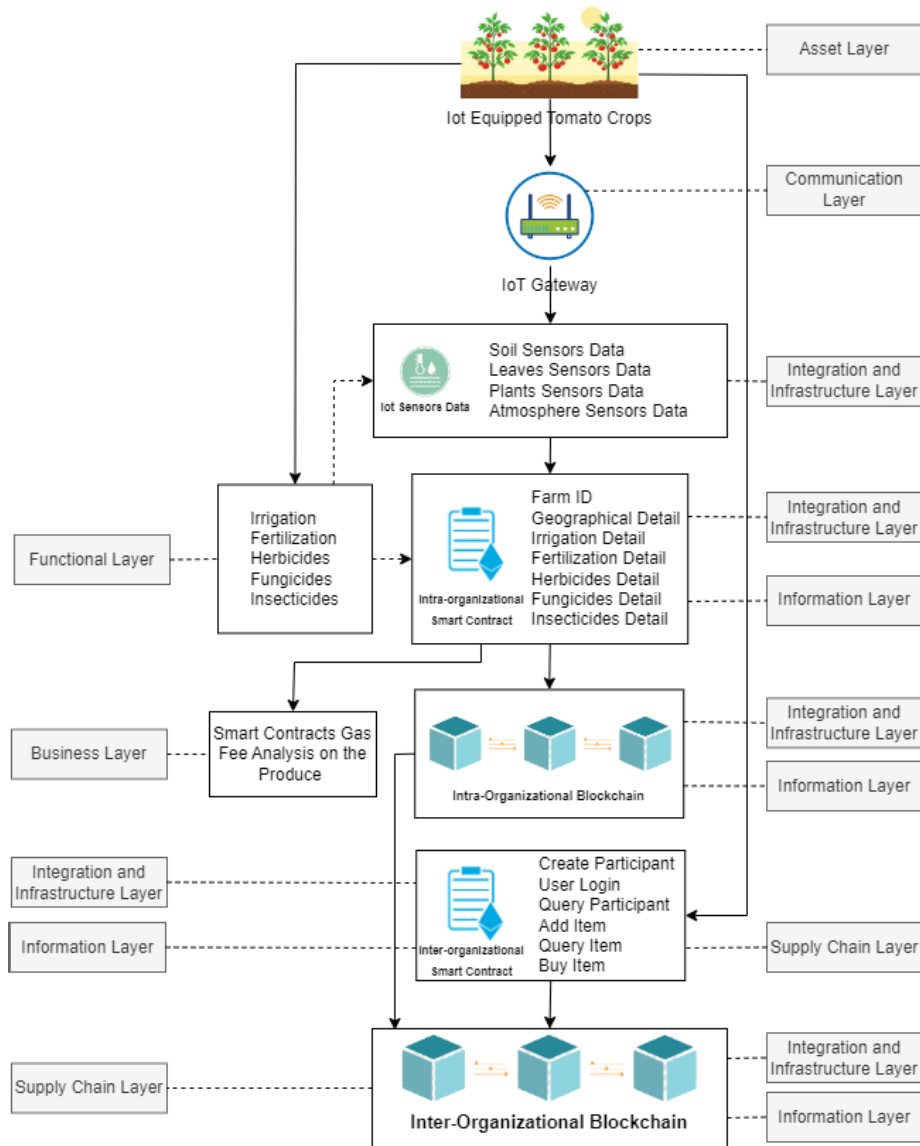 Asset Layer
Iot Equipped Tomato Crops
Communication
Layer
IoT Gateway
Soil Sensors Data
Leaves Sensors Data
Plants Sensors Data
Atmosphere Sensors Data
Iot Sensors Data
Integration and
Infrastructure Layer
Irrigation
Fertilization
Herbicides
Fungicides
Insecticides
Functional Layer
Farm ID
Geographical Detail
Irrigation Detail
Fertilization Detail
Herbicides Detail
Fungicides Detail
Insecticides Detail
Intra-organizational
Smart Contract
Integration and
Infrastructure Layer
Information Layer
Business Layer
Smart Contracts Gas
Fee Analysis on the
Produce
Intra-Organizational Blockchain
Integration and
Infrastructure Layer
Information Layer
Integration and
Infrastructure Layer
Information Layer
Create Participant
User Login
Query Participant
Add Item
Query Item
Buy Item
Inter-organizational
Smart Contract
Supply Chain Layer
Supply Chain Layer
Inter-Organizational Blockchain
Integration and
Infrastructure Layer
Information Layer